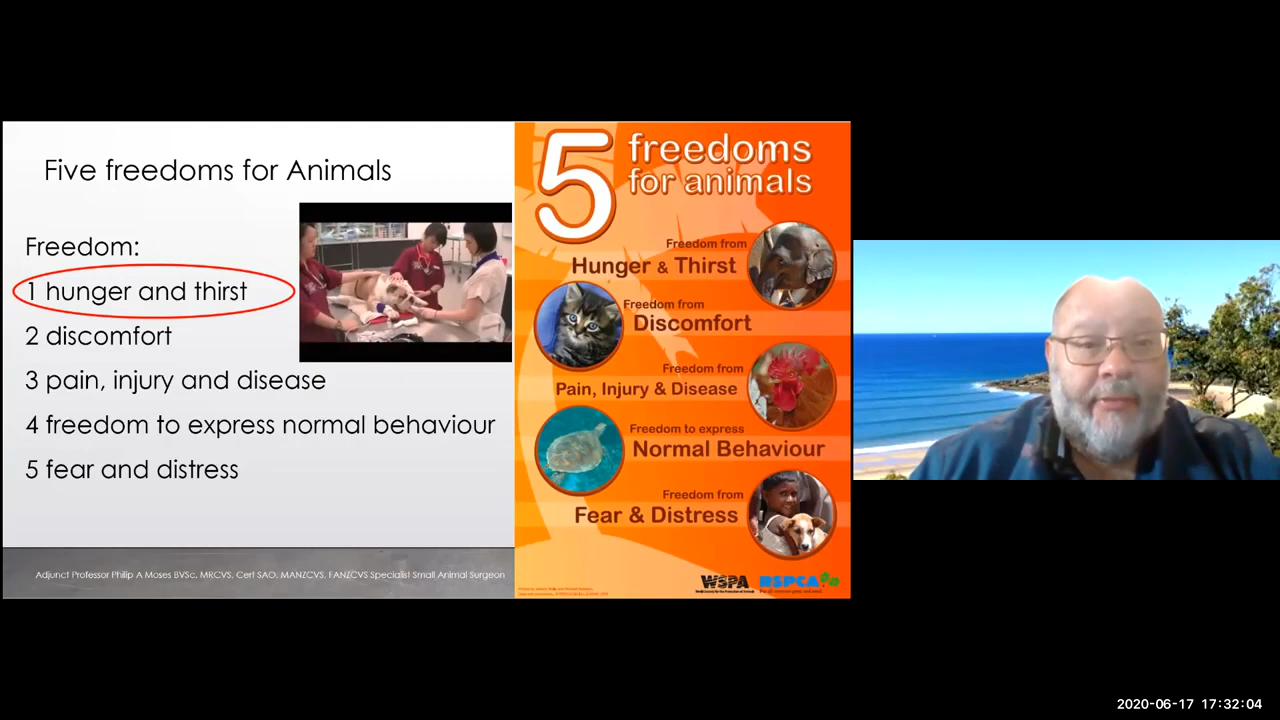 Five freedoms for Animals
Freedom:
1 hunger and thirst
2 discomfort
3 pain, injury and disease
4 freedom to express normal behaviour
5 fear and distress
Adjunct Professor Philip A Moses BVSc, MRCVS, Cert SAO, MANZCVS, FANZCVS Specialist Small Animal Surgeon
5 freedoms
for animals
Freedom from
Hunger & Thirst
Freedom from
Discomfort
Freedom from
Pain, Injury & Disease
Freedom to express
Normal Behaviour
Freedom from
Fear & Distress
WSPA
RSPCA
2020-06-17 17:32:04